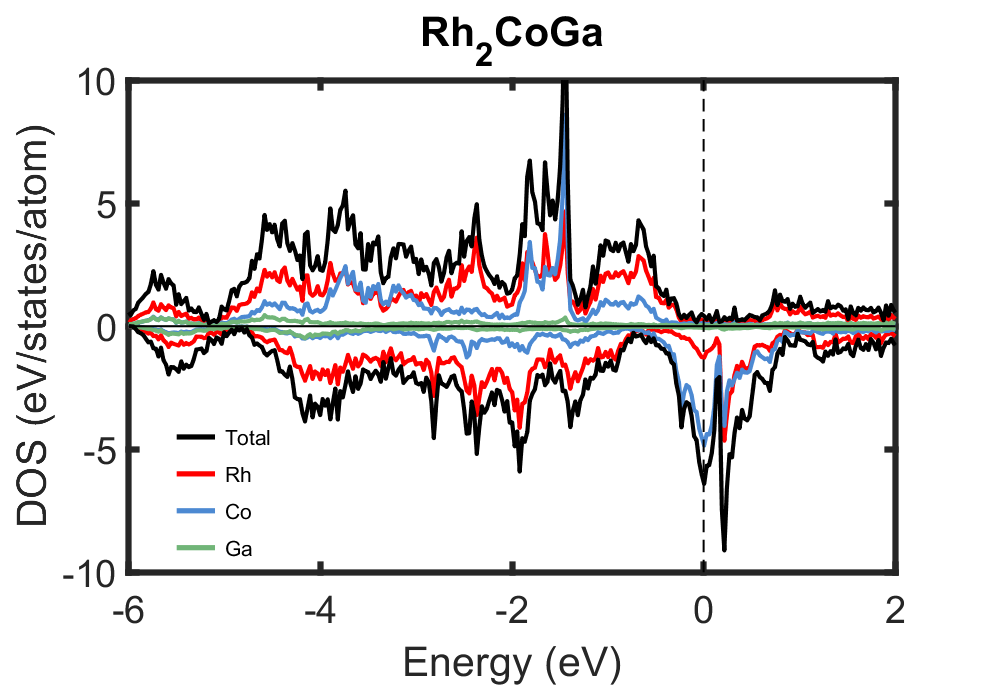 Rh2CoGa
DOS (eV/states/atom)
10
5
0
-5
-10
Total
Rh
Co
Ga
-6 -4 -2 0 2
Energy (eV)